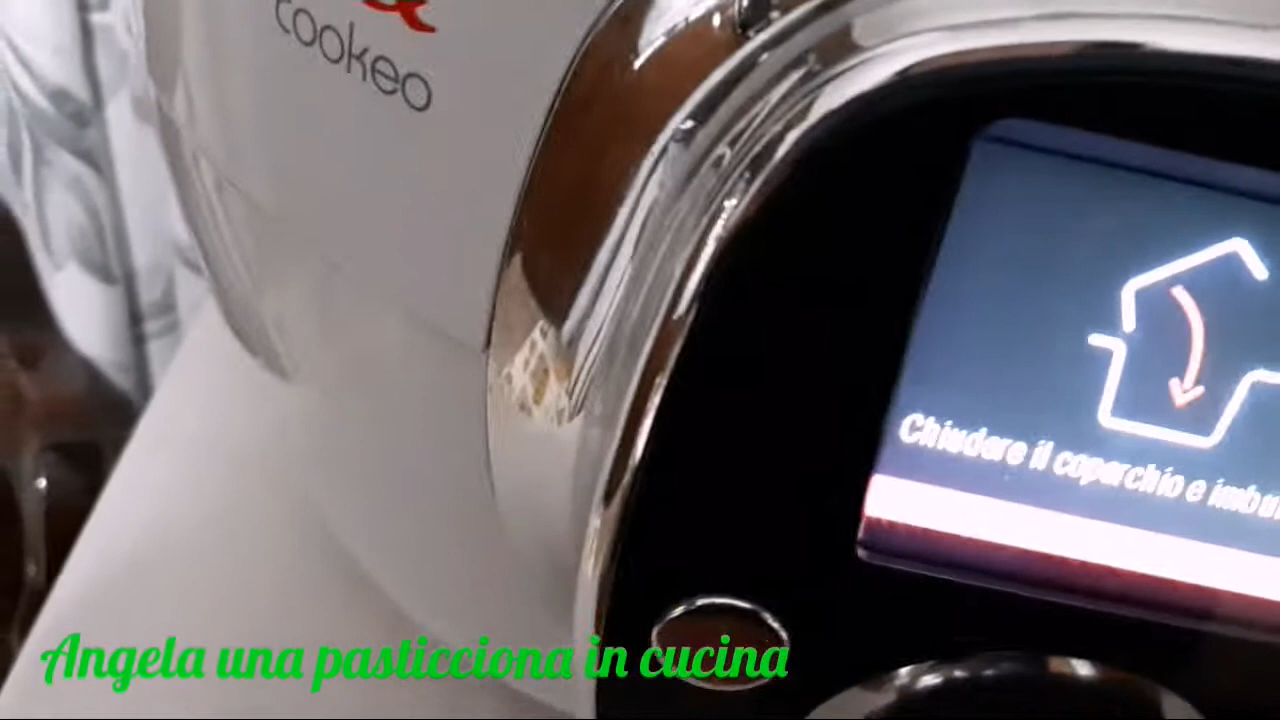 cookeo
Chiudere il coperchio e
Angela una pasticciona in cucina